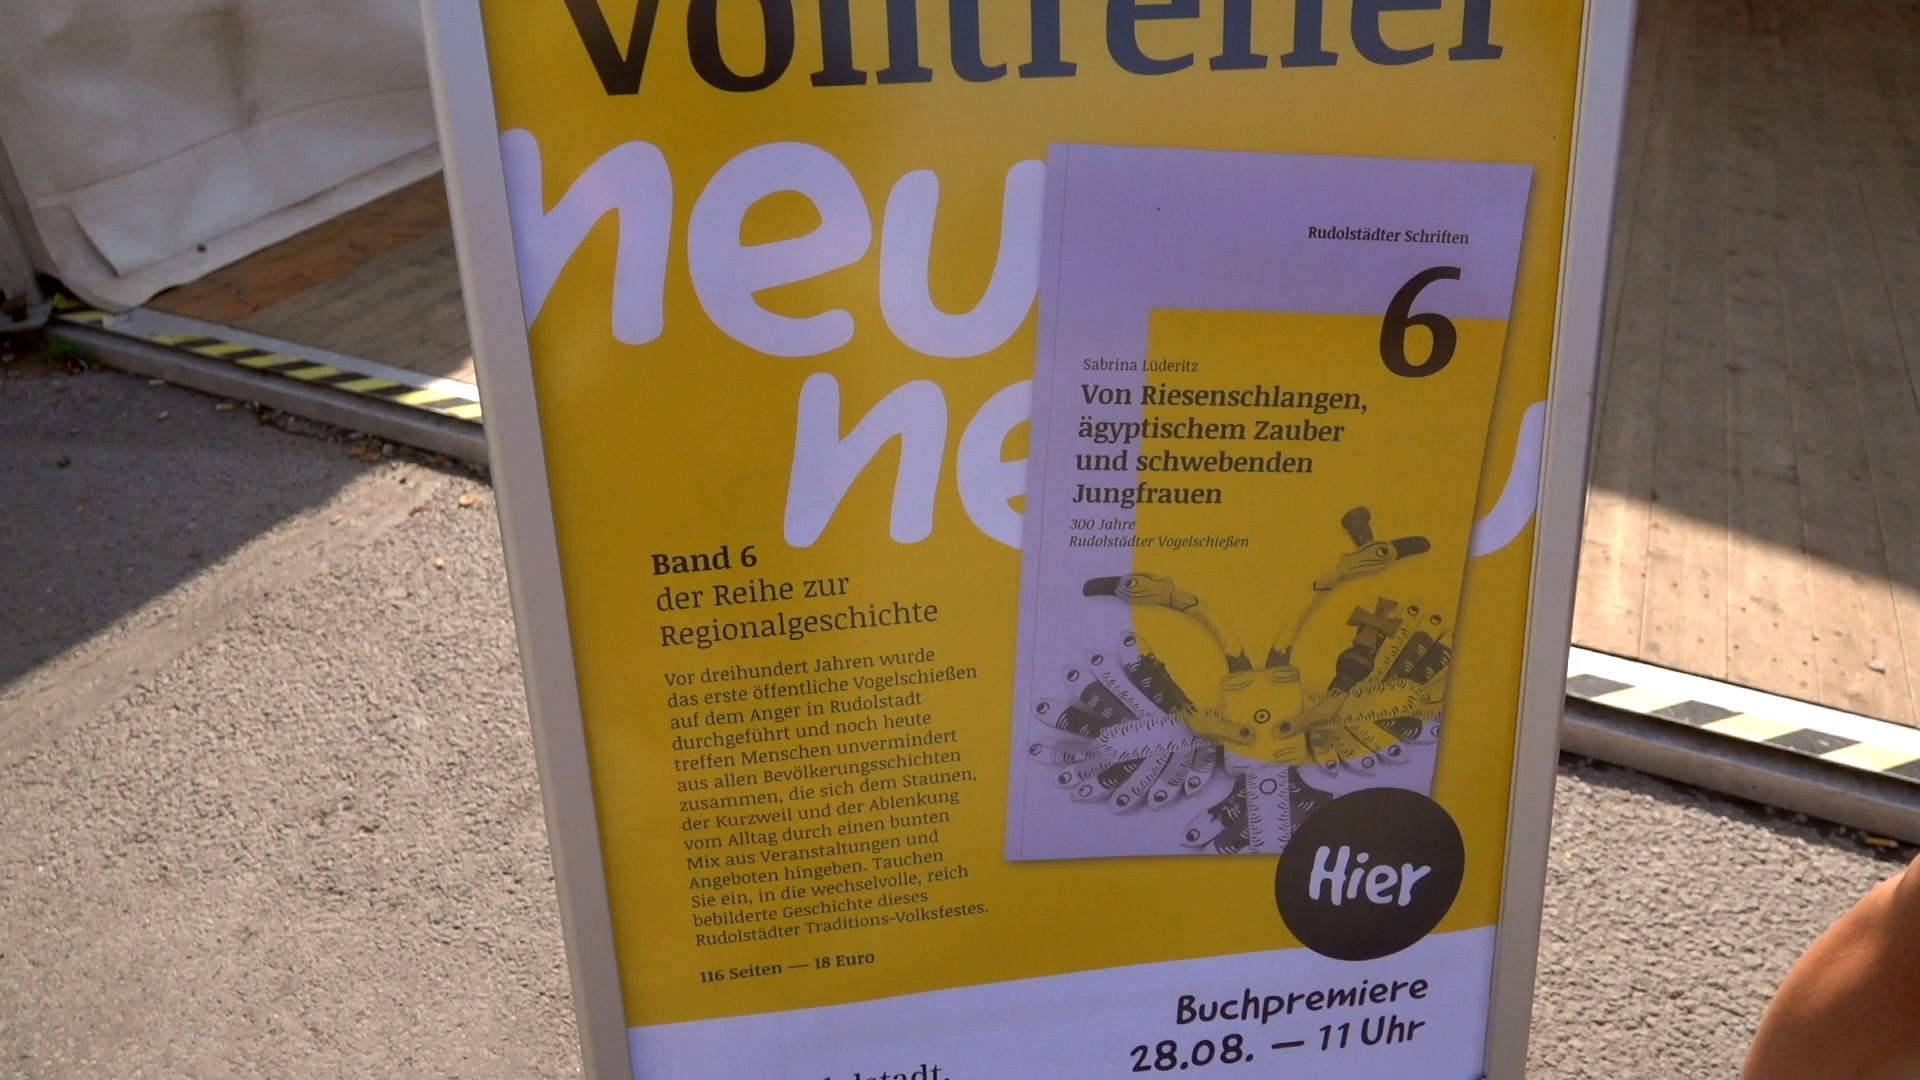 Volltreffer
neu
Rudolstädter Schriften
6
Sabrina Lüderitz
Von Riesenschlangen,
ägyptischem Zauber
und schwebenden
Jungfrauen
300 Jahre
Rudolstädter Vogelschießen
Band 6
der Reihe zur
Regionalgeschichte
Vor dreihundert Jahren wurde
das erste öffentliche Vogelschießen
auf dem Anger in Rudolstadt
durchgeführt und noch heute
treffen Menschen unvermindert
aus allen Bevölkerungsschichten
zusammen, die sich dem Staunen,
der Kurzweil und der Ablenkung
vom Alltag durch einen bunten
Mix aus Veranstaltungen und
Angeboten hingeben. Tauchen
Sie ein, in die wechselvolle, reich
bebilderte Geschichte dieses
Rudolstädter Traditions-Volksfestes.
116 Seiten — 18 Euro
Hier
Buchpremiere
28.08. — 11 Uhr